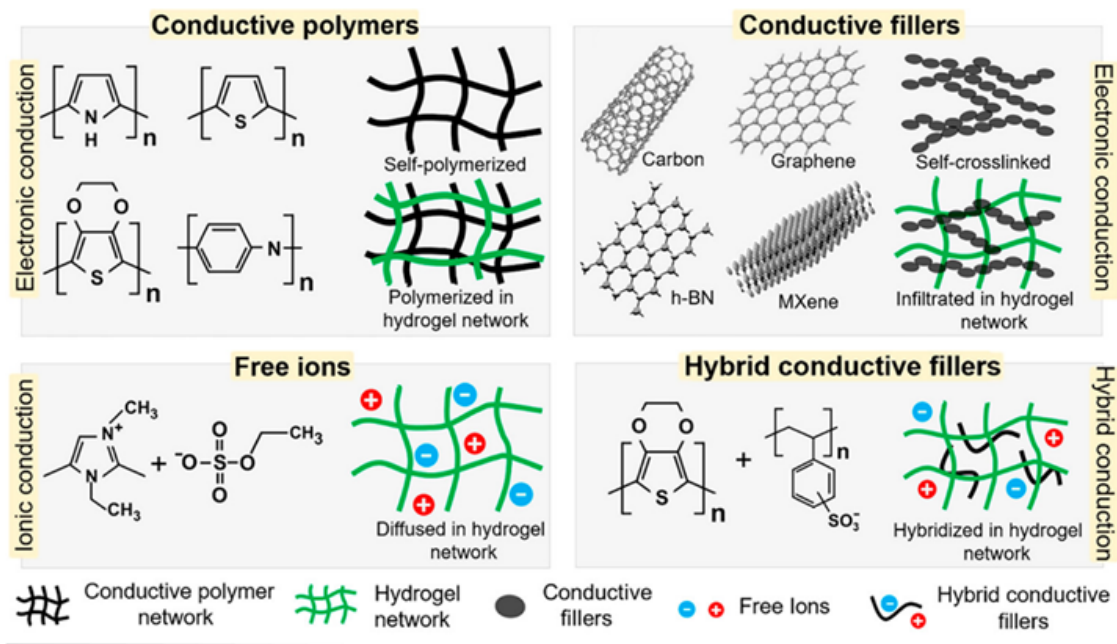 Conductive polymers
Electronic conduction
N
H
n
S
n
Self-polymerized
O
O
S
n
N
n
Polymerized in
hydrogel network
Conductive fillers
Electronic conduction
Carbon
Graphene
Self-crosslinked
h-BN
MXene
Infiltrated in hydrogel
network
Free ions
Ionic conduction
CH3
N+
N
CH3
+
-O
O
S
O
O
CH3
+
-
-
+
+
-
Diffused in hydrogel
network
Hybrid conductive fillers
Hybrid conduction
O
O
S
n
+
n
SO3-
-
+
+
-
Hybridized in hydrogel
network
Conductive polymer
network
Hydrogel
network
Conductive
fillers
- + Free Ions
- +
Hybrid conductive
fillers